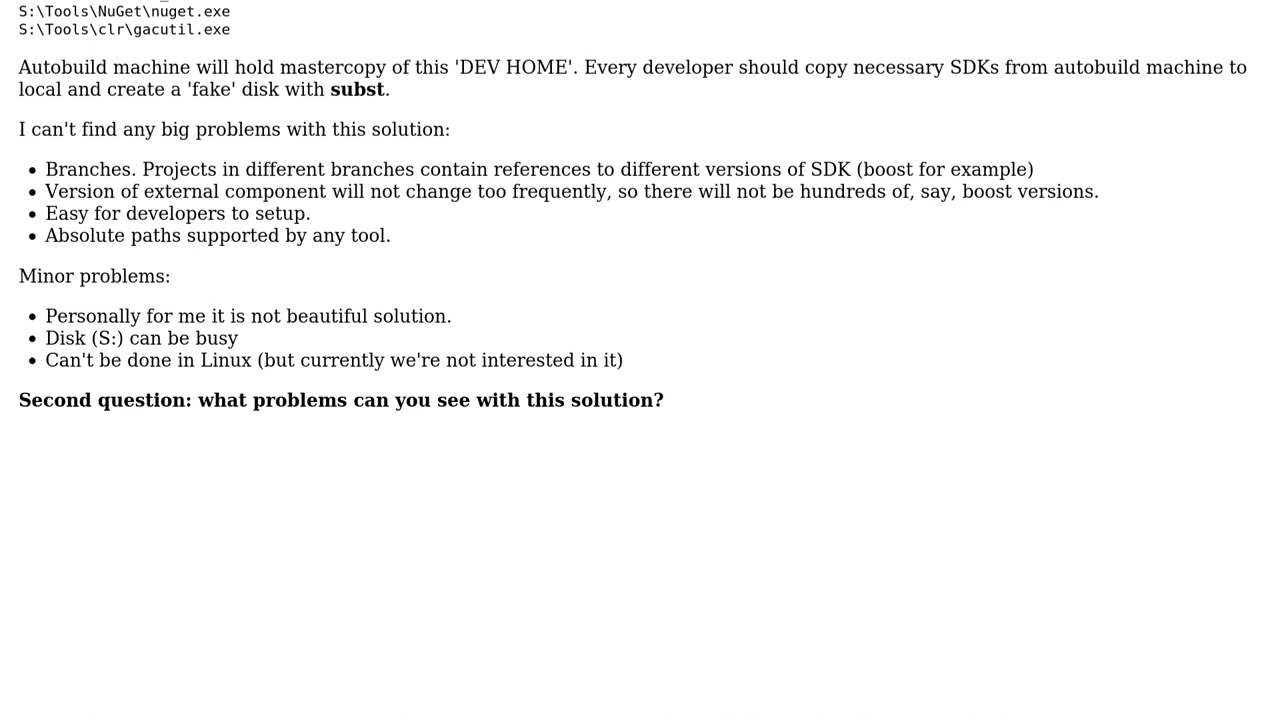 S:\Tools\NuGet\nuget.exe
S:\Tools\clr\gacutil.exe
Autobuild machine will hold mastercopy of this 'DEV HOME'. Every developer should copy necessary SDKs from autobuild machine to
local and create a 'fake' disk with subst.
I can't find any big problems with this solution:
• Branches. Projects in different branches contain references to different versions of SDK (boost for example)
• Version of external component will not change too frequently, so there will not be hundreds of, say, boost versions.
• Easy for developers to setup.
• Absolute paths supported by any tool.
Minor problems:
• Personally for me it is not beautiful solution.
• Disk (S:) can be busy
• Can't be done in Linux (but currently we're not interested in it)
Second question: what problems can you see with this solution?